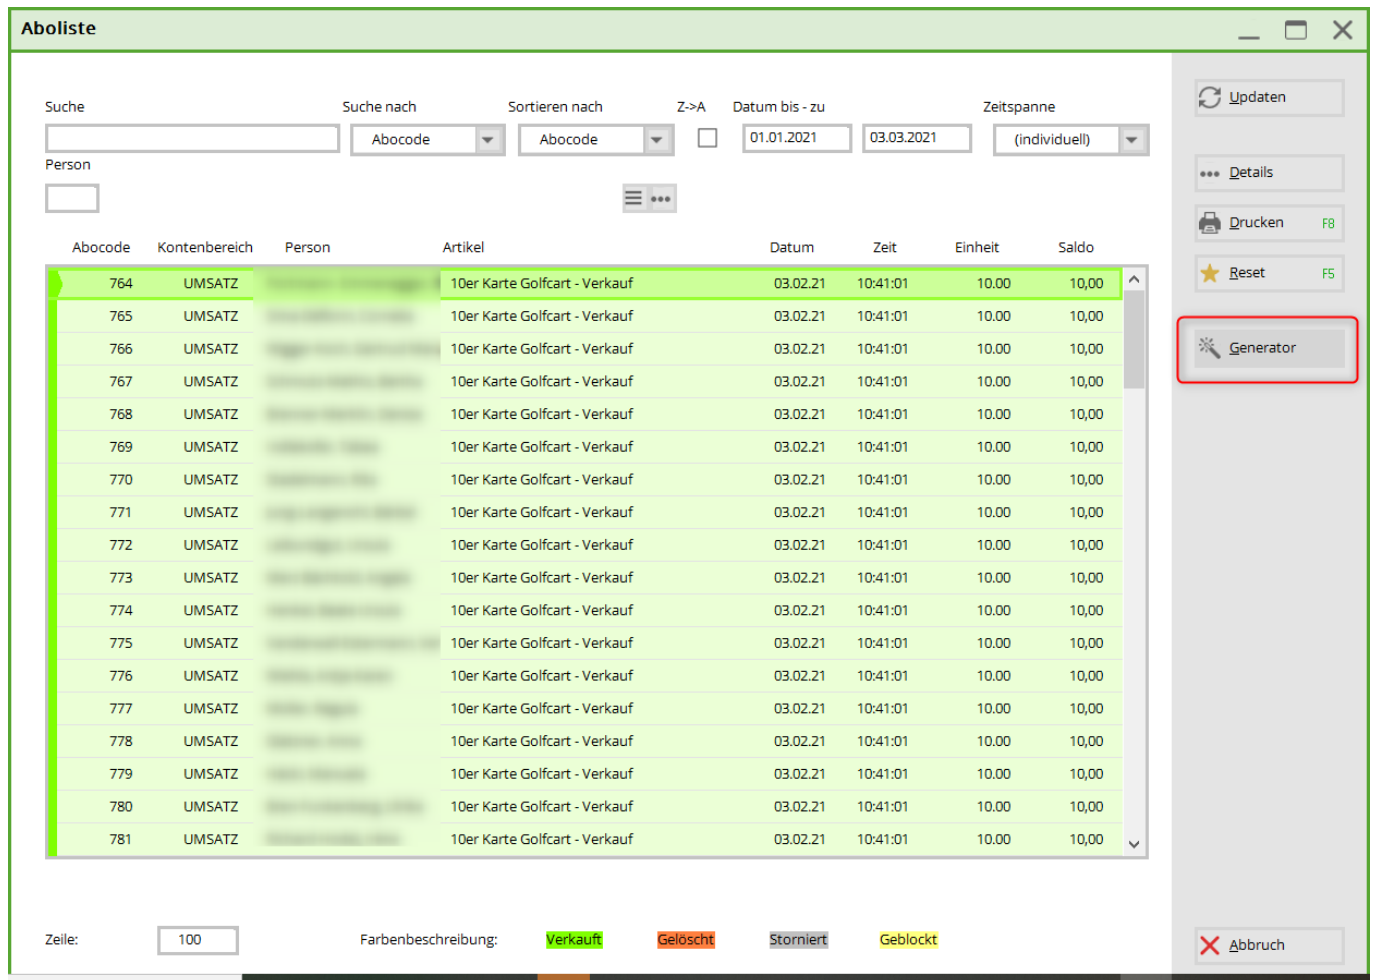 Aboliste
Suche Suche nach Sortieren nach Z->A Datum bis - zu Zeitspanne
Abocode Abocode 01.01.2021 03.03.2021 (individuell)
Person
Abocode Kontenbereich Person Artikel Datum Zeit Einheit Saldo
764 UMSATZ 10er Karte Golfcart - Verkauf 03.02.21 10:41:01 10.00 10,00
765 UMSATZ 10er Karte Golfcart - Verkauf 03.02.21 10:41:01 10.00 10,00
766 UMSATZ 10er Karte Golfcart - Verkauf 03.02.21 10:41:01 10.00 10,00
767 UMSATZ 10er Karte Golfcart - Verkauf 03.02.21 10:41:01 10.00 10,00
768 UMSATZ 10er Karte Golfcart - Verkauf 03.02.21 10:41:01 10.00 10,00
769 UMSATZ 10er Karte Golfcart - Verkauf 03.02.21 10:41:01 10.00 10,00
770 UMSATZ 10er Karte Golfcart - Verkauf 03.02.21 10:41:01 10.00 10,00
771 UMSATZ 10er Karte Golfcart - Verkauf 03.02.21 10:41:01 10.00 10,00
772 UMSATZ 10er Karte Golfcart - Verkauf 03.02.21 10:41:01 10.00 10,00
773 UMSATZ 10er Karte Golfcart - Verkauf 03.02.21 10:41:01 10.00 10,00
774 UMSATZ 10er Karte Golfcart - Verkauf 03.02.21 10:41:01 10.00 10,00
775 UMSATZ 10er Karte Golfcart - Verkauf 03.02.21 10:41:01 10.00 10,00
776 UMSATZ 10er Karte Golfcart - Verkauf 03.02.21 10:41:01 10.00 10,00
777 UMSATZ 10er Karte Golfcart - Verkauf 03.02.21 10:41:01 10.00 10,00
778 UMSATZ 10er Karte Golfcart - Verkauf 03.02.21 10:41:01 10.00 10,00
779 UMSATZ 10er Karte Golfcart - Verkauf 03.02.21 10:41:01 10.00 10,00
780 UMSATZ 10er Karte Golfcart - Verkauf 03.02.21 10:41:01 10.00 10,00
781 UMSATZ 10er Karte Golfcart - Verkauf 03.02.21 10:41:01 10.00 10,00
Zeile: 100 Farbenbeschreibung: Verkauft Gelöscht Storniert Geblockt
Updaten
Details
Drucken F8
Reset F5
Generator
Abbruch